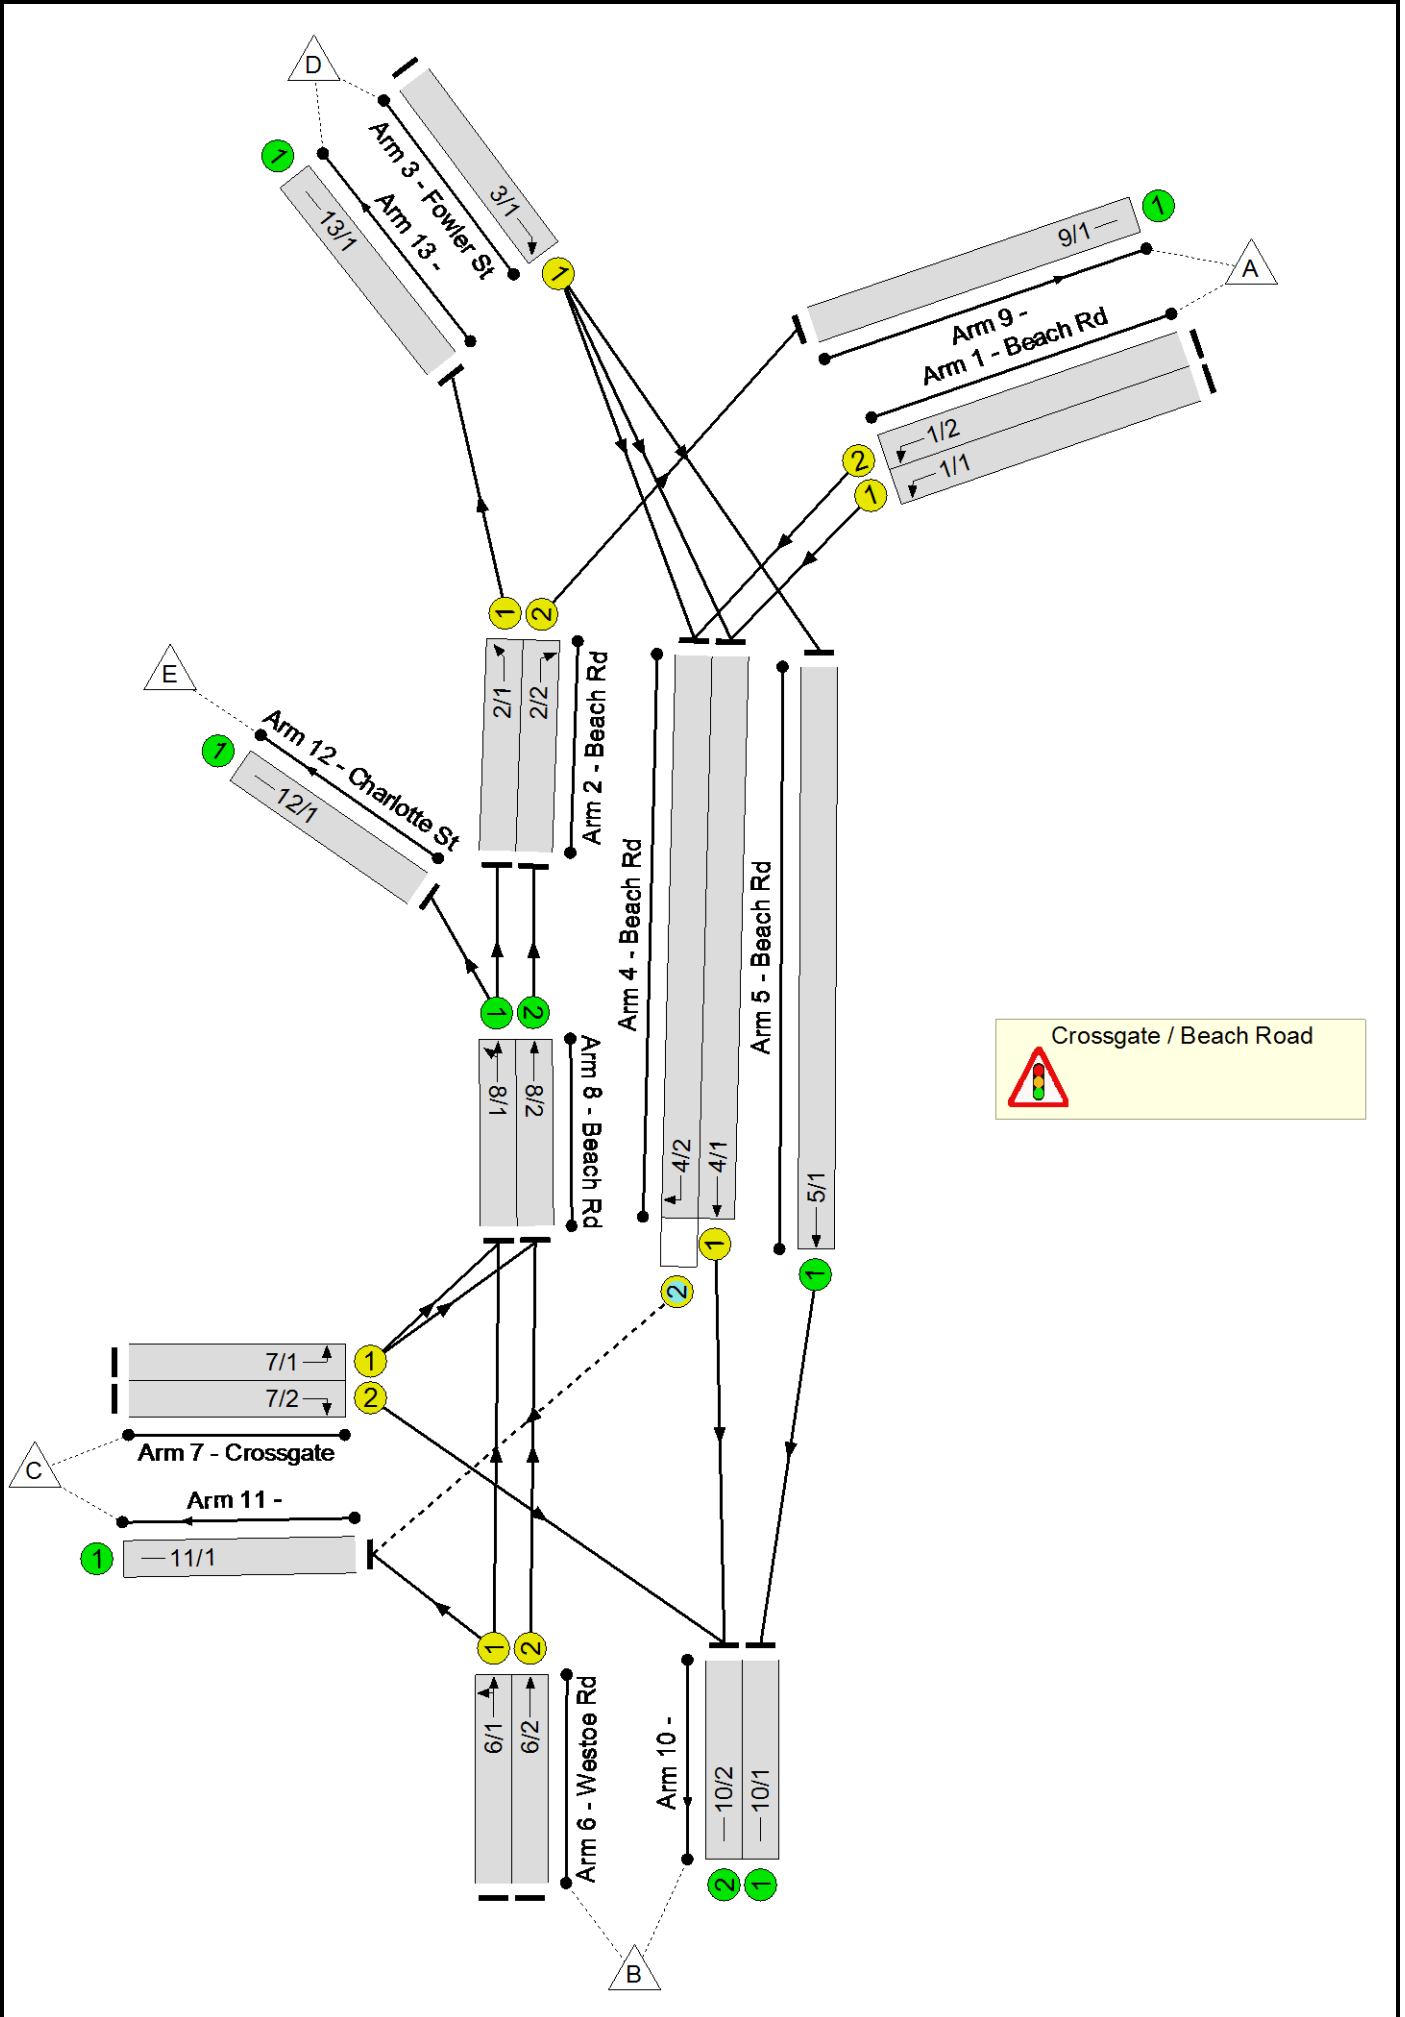 D
Arm 3 - Fowler St
3/1
1
1
13/1
Arm 13 -
9/1
1
A
Arm 9 -
Arm 1 - Beach Rd
1/2
1/1
2
1
1
2
2/1
2/2
Arm 2 - Beach Rd
E
Arm 12 - Charlotte St
1
12/1
Arm 4 - Beach Rd
Arm 5 - Beach Rd
1
2
8/1
8/2
Arm 8 - Beach Rd
Crossgate / Beach Road
4/2
4/1
5/1
1
2
1
7/1
7/2
1
2
Arm 7 - Crossgate
C
Arm 11 -
1
11/1
1
2
6/1
6/2
Arm 6 - Westoe Rd
Arm 10 -
10/2
10/1
2
1
B